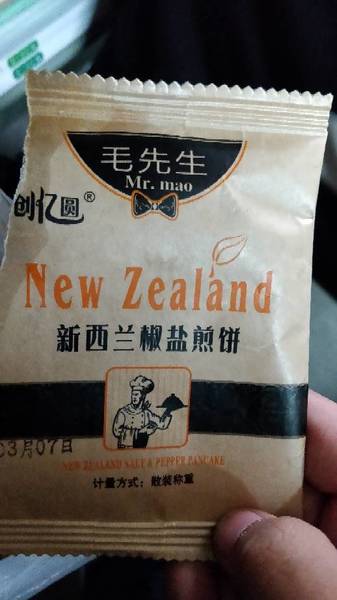 毛先生
Mr. mao
创亿圆®
New Zealand
新西兰椒盐煎饼
03月07日
NEW ZEALAND SALT & PEPPER PANCAKE
计量方式：散装称重